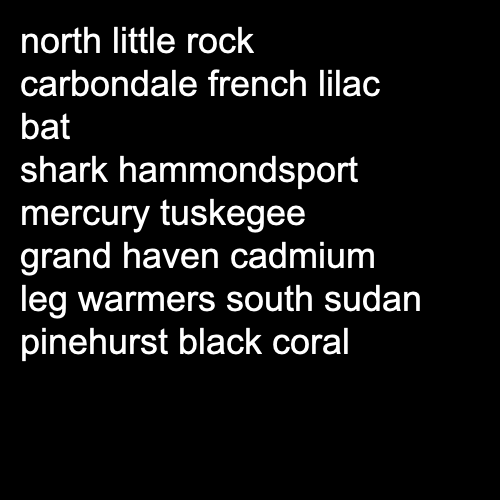 north little rock
carbondale french lilac
bat
shark hammondsport
mercury tuskegee
grand haven cadmium
leg warmers south sudan
pinehurst black coral